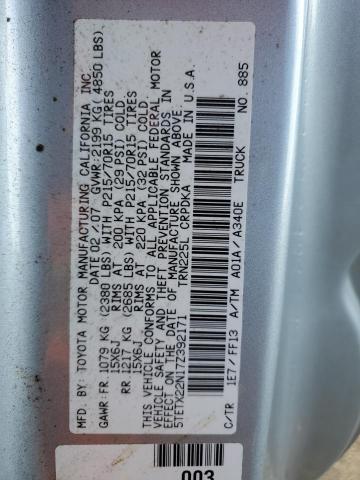 MFD. BY: TOYOTA MOTOR MANUFACTURING CALIFORNIA, INC.
DATE 02/07 GVWR: 2199 KG ( 4850 LBS)
GAWR: FR. 1079 KG (2380 LBS) WITH P215/70R15 TIRES
15X6J RIMS AT 200 KPA (29 PSI) COLD
RR. 1217 KG (2685 LBS) WITH P215/70R15 TIRES
15X6J RIMS AT 220 KPA (32 PSI) COLD
THIS VEHICLE CONFORMS TO ALL APPLICABLE FEDERAL MOTOR
VEHICLE SAFETY AND THEFT PREVENTION STANDARDS IN
EFFECT ON THE DATE OF MANUFACTURE SHOWN ABOVE
5TETX22N17Z392171 TRN225L CRPDKA MADE IN U.S.A.
C/TR 1E7/FF13 A/TM A01A/A340E TRUCK NO. 885
003